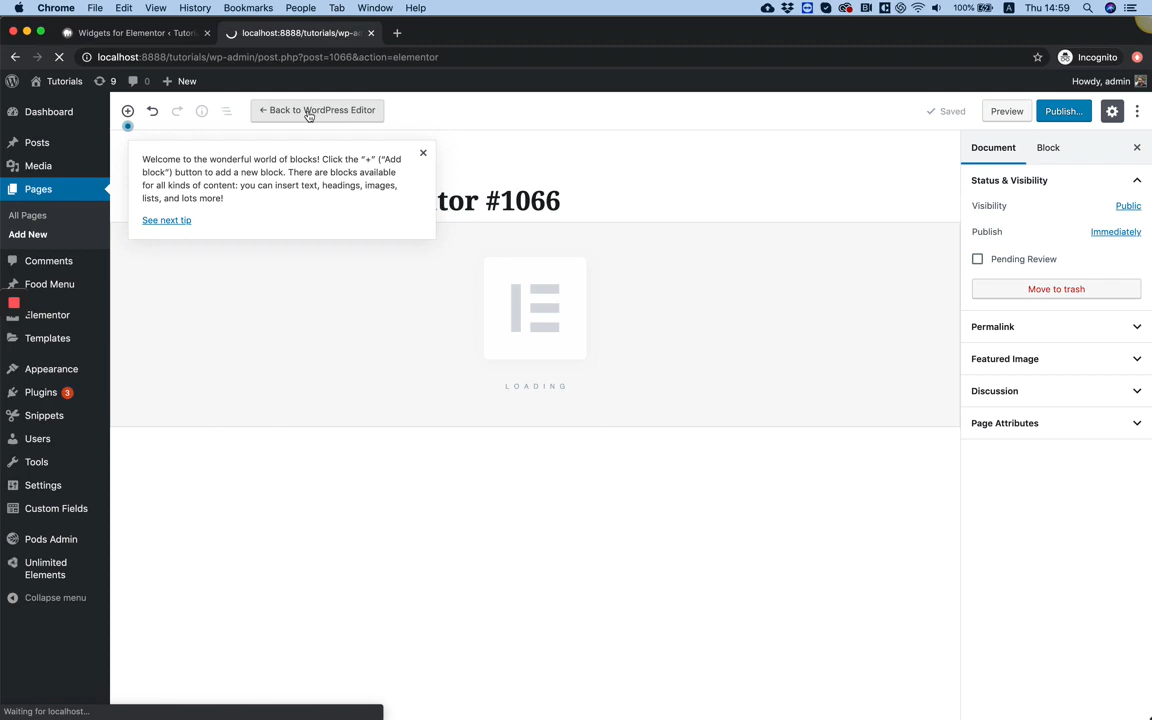 Chrome File Edit View History Bookmarks People Tab Window Help 100% A Thu 14:59
Widgets for Elementor ‹ Tutori
localhost:8888/tutorials/wp-a
localhost:8888/tutorials/wp-admin/post.php?post=1066&action=elementor
Incognito
Tutorials 9 0 New
Howdy, admin
Dashboard
Posts
Media
Pages
All Pages
Add New
Comments
Food Menu
Elementor
Templates
Appearance
Plugins 3
Snippets
Users
Tools
Settings
Custom Fields
Pods Admin
Unlimited
Elements
Collapse menu
← Back to WordPress Editor
Saved
Preview
Publish...
Welcome to the wonderful world of blocks! Click the “+” (“Add
block”) button to add a new block. There are blocks available
for all kinds of content: you can insert text, headings, images,
lists, and lots more!
See next tip
tor #1066
LOADING
Document
Block
Status & Visibility
Visibility
Public
Publish
Immediately
Pending Review
Move to trash
Permalink
Featured Image
Discussion
Page Attributes
Waiting for localhost...